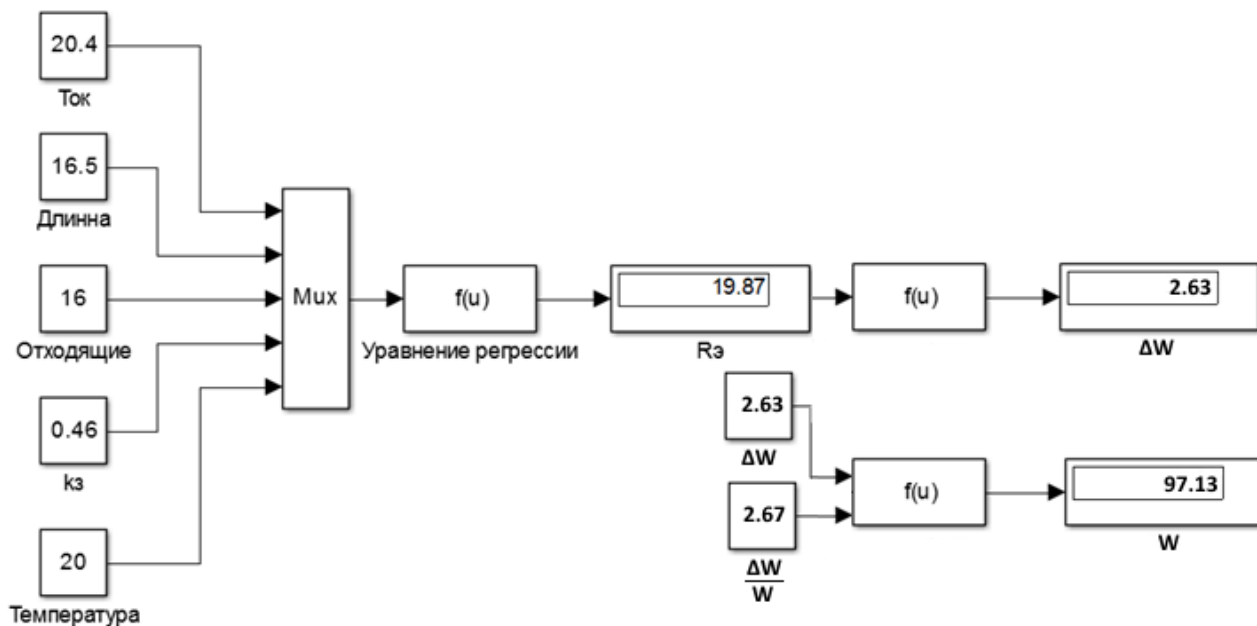 20.4
Ток
16.5
Длинна
16
Отходящие
0.46
kз
20
Температура
Mux
f(u)
Уравнение регрессии
19.87
Rэ
f(u)
2.63
ΔW
2.63
ΔW
2.67
ΔW
W
f(u)
97.13
W